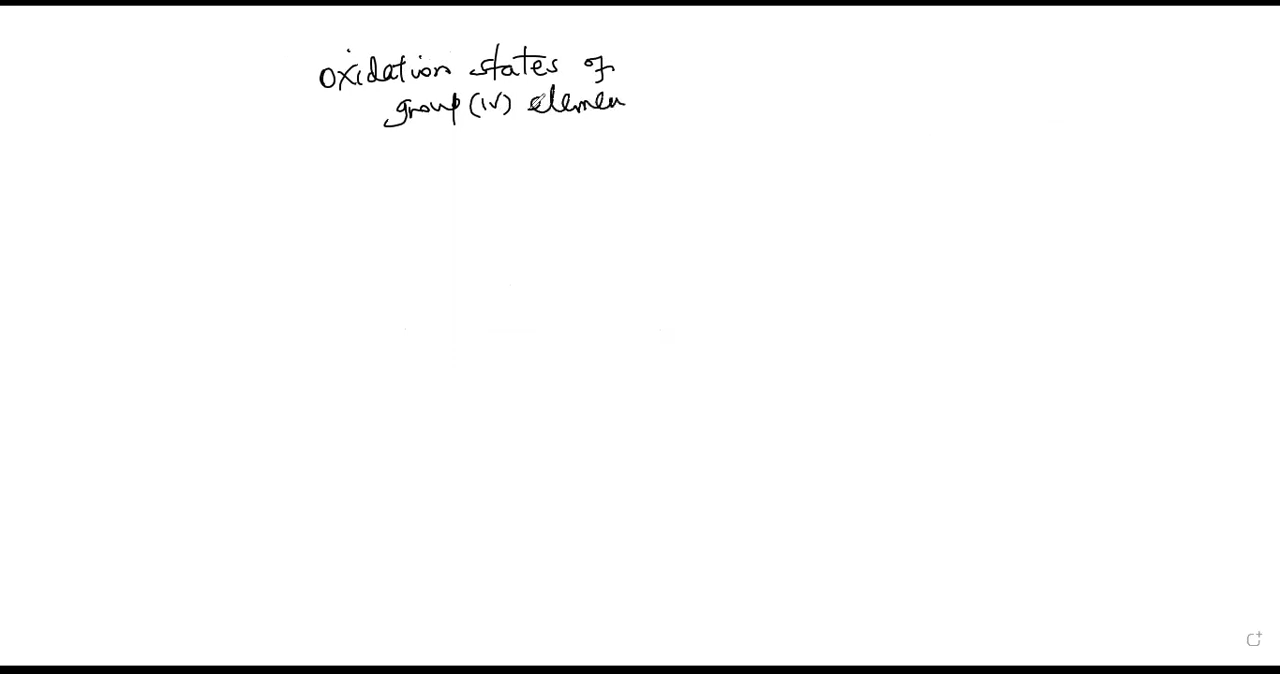 oxidation states of
group (iv) elemen